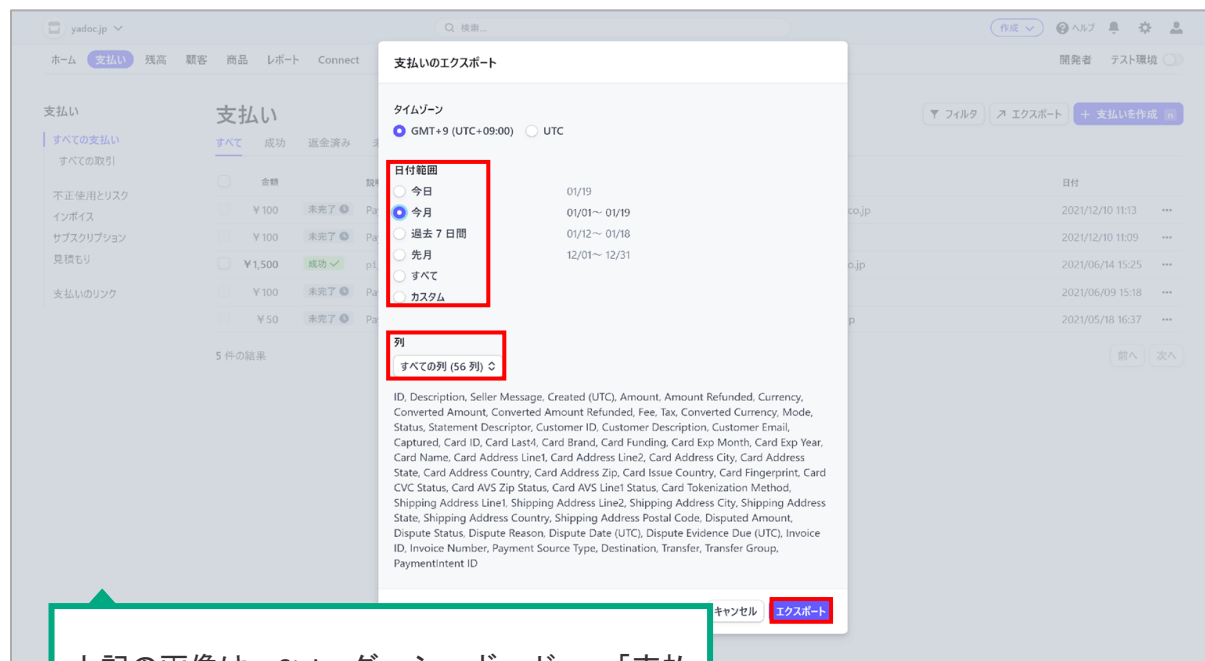 yadoc.jp
検索...
作成
ヘルプ
ホーム 支払い 残高 顧客 商品 レポート Connect
開発者 テスト環境
支払い
すべての支払い
すべての取引
不正使用とリスク
インボイス
サブスクリプション
見積もり
支払いのリンク
支払い
フィルタ エクスポート + 支払いを作成 n
すべて 成功 返金済み
金額 日付
¥100 未完了 co.jp 2021/12/10 11:13
¥100 未完了 2021/12/10 11:09
¥1,500 成功 o.jp 2021/06/14 15:25
¥100 未完了 2021/06/09 15:18
¥50 未完了 p 2021/05/18 16:37
5 件の結果
前へ 次へ
支払いのエクスポート
タイムゾーン
GMT+9 (UTC+09:00) UTC
日付範囲
今日 01/19
今月 01/01～ 01/19
過去 7 日間 01/12～ 01/18
先月 12/01～ 12/31
すべて
カスタム
列
すべての列 (56 列)
ID, Description, Seller Message, Created (UTC), Amount, Amount Refunded, Currency,
Converted Amount, Converted Amount Refunded, Fee, Tax, Converted Currency, Mode,
Status, Statement Descriptor, Customer ID, Customer Description, Customer Email,
Captured, Card ID, Card Last4, Card Brand, Card Funding, Card Exp Month, Card Exp Year,
Card Name, Card Address Line1, Card Address Line2, Card Address City, Card Address
State, Card Address Country, Card Address Zip, Card Issue Country, Card Fingerprint, Card
CVC Status, Card AVS Zip Status, Card AVS Line1 Status, Card Tokenization Method,
Shipping Address Line1, Shipping Address Line2, Shipping Address City, Shipping Address
State, Shipping Address Country, Shipping Address Postal Code, Disputed Amount,
Dispute Status, Dispute Reason, Dispute Date (UTC), Dispute Evidence Due (UTC), Invoice
ID, Invoice Number, Payment Source Type, Destination, Transfer, Transfer Group,
PaymentIntent ID
キャンセル エクスポート